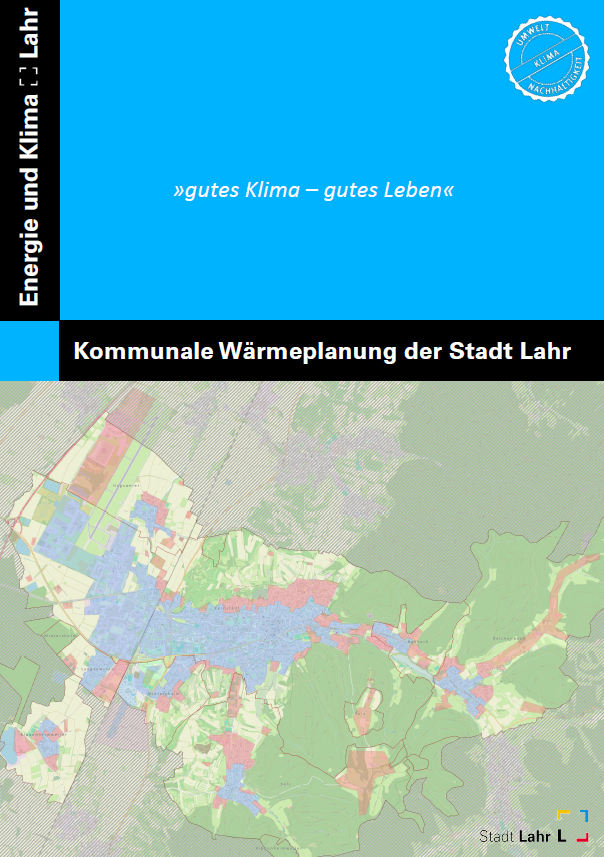 Energie und Klima Lahr
UMWELT
KLIMA
NACHHALTIGKEIT
»gutes Klima – gutes Leben«
Kommunale Wärmeplanung der Stadt Lahr
Stadt Lahr L